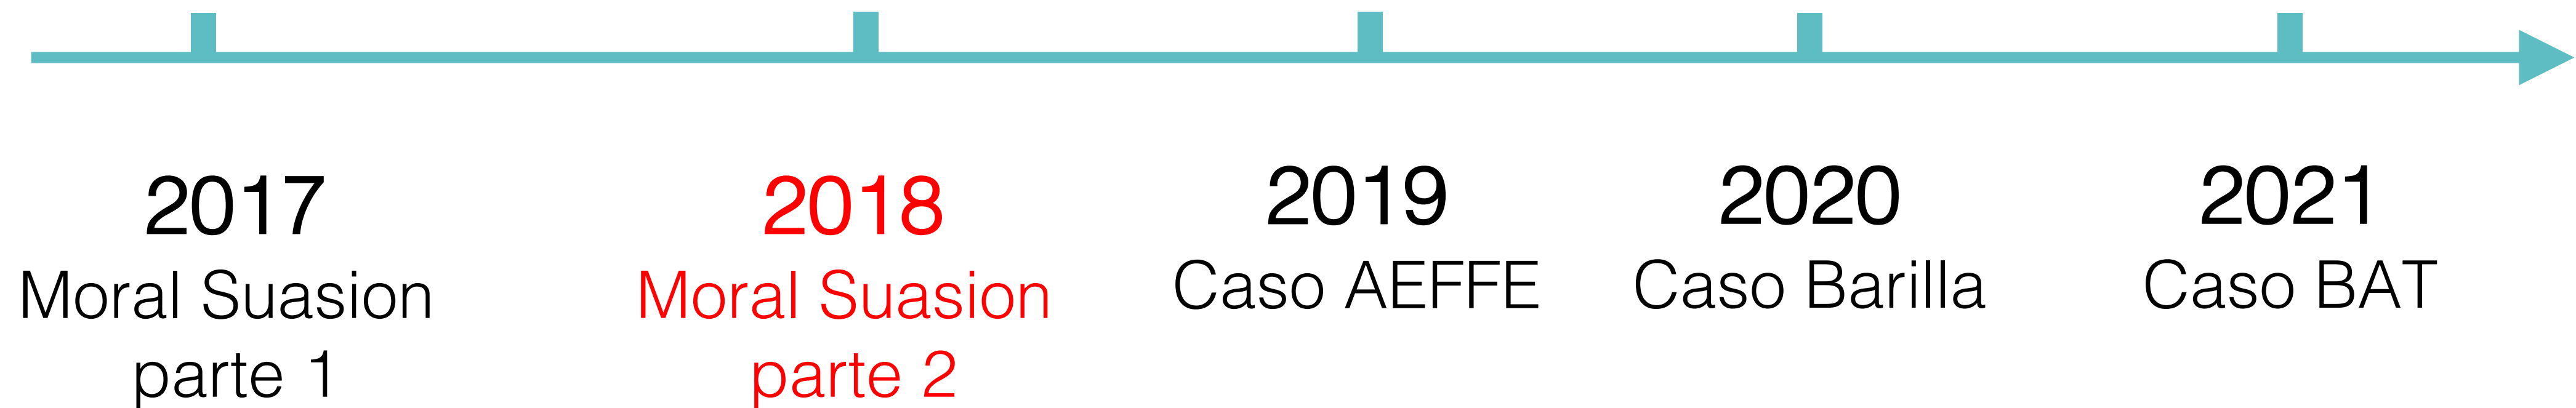 2017
Moral Suasion
parte 1
2018
Moral Suasion
parte 2
2019
Caso AEFFE
2020
Caso Barilla
2021
Caso BAT